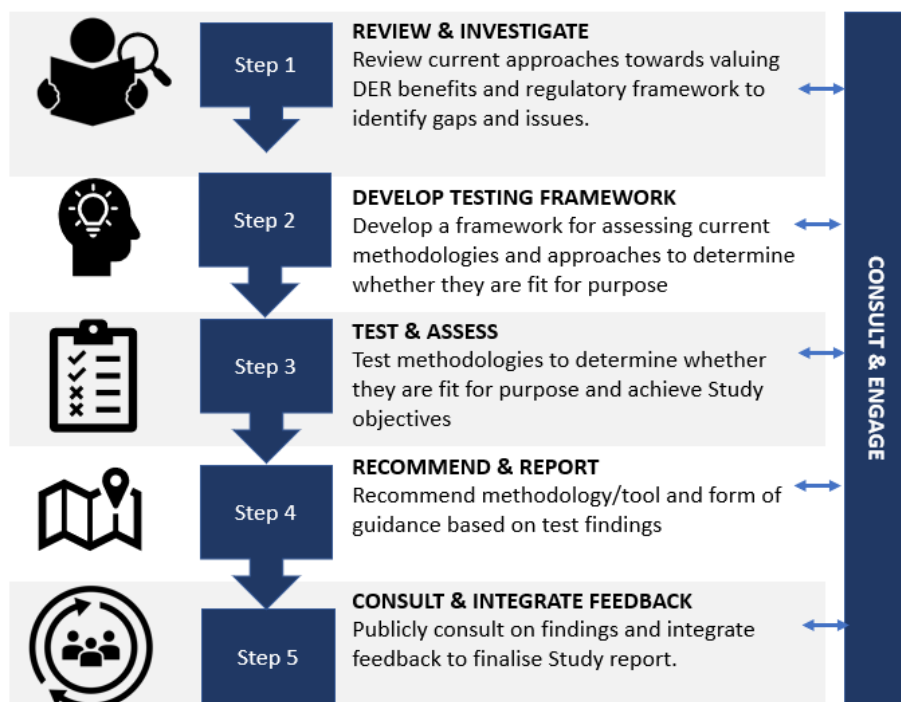 Step 1
REVIEW & INVESTIGATE
Review current approaches towards valuing
DER benefits and regulatory framework to
identify gaps and issues.
Step 2
DEVELOP TESTING FRAMEWORK
Develop a framework for assessing current
methodologies and approaches to determine
whether they are fit for purpose
Step 3
TEST & ASSESS
Test methodologies to determine whether
they are fit for purpose and achieve Study
objectives
Step 4
RECOMMEND & REPORT
Recommend methodology/tool and form of
guidance based on test findings
Step 5
CONSULT & INTEGRATE FEEDBACK
Publicly consult on findings and integrate
feedback to finalise Study report.
CONSULT & ENGAGE